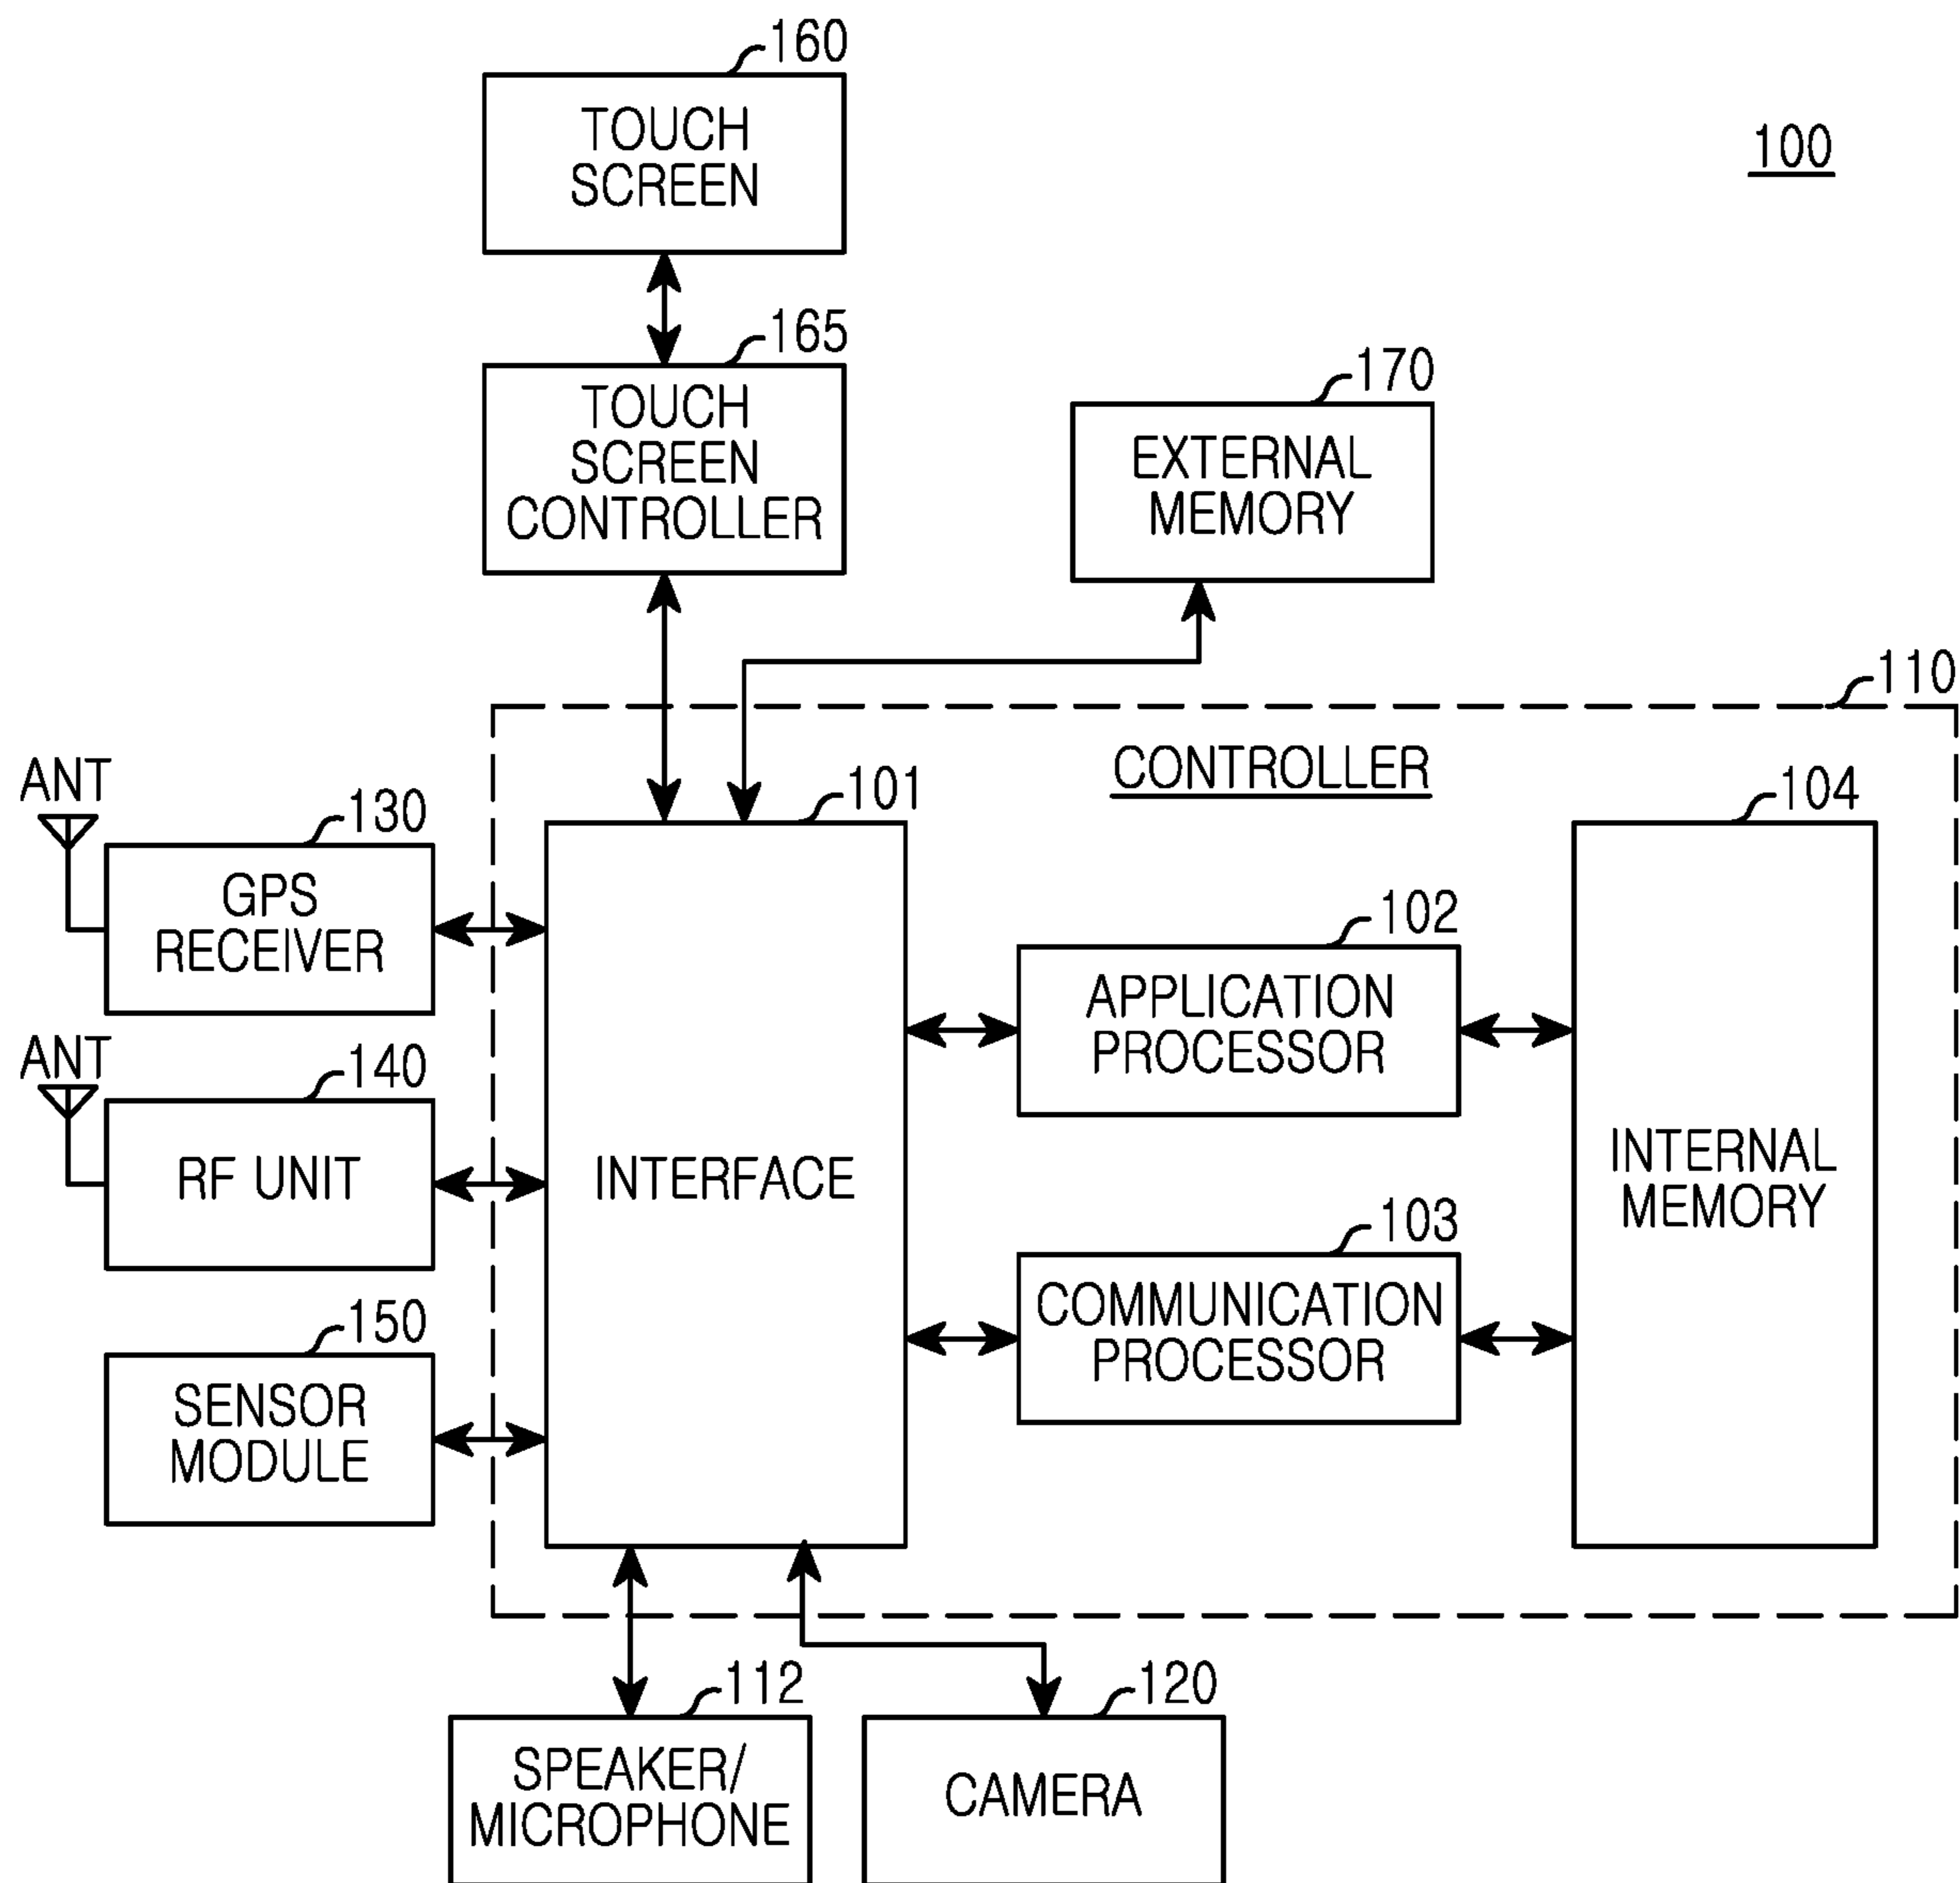 160
TOUCH
SCREEN
100
165
TOUCH
SCREEN
CONTROLLER
170
EXTERNAL
MEMORY
110
CONTROLLER
ANT
130
GPS
RECEIVER
101
INTERFACE
104
INTERNAL
MEMORY
102
APPLICATION
PROCESSOR
ANT
140
RF UNIT
103
COMMUNICATION
PROCESSOR
150
SENSOR
MODULE
112
SPEAKER/
MICROPHONE
120
CAMERA